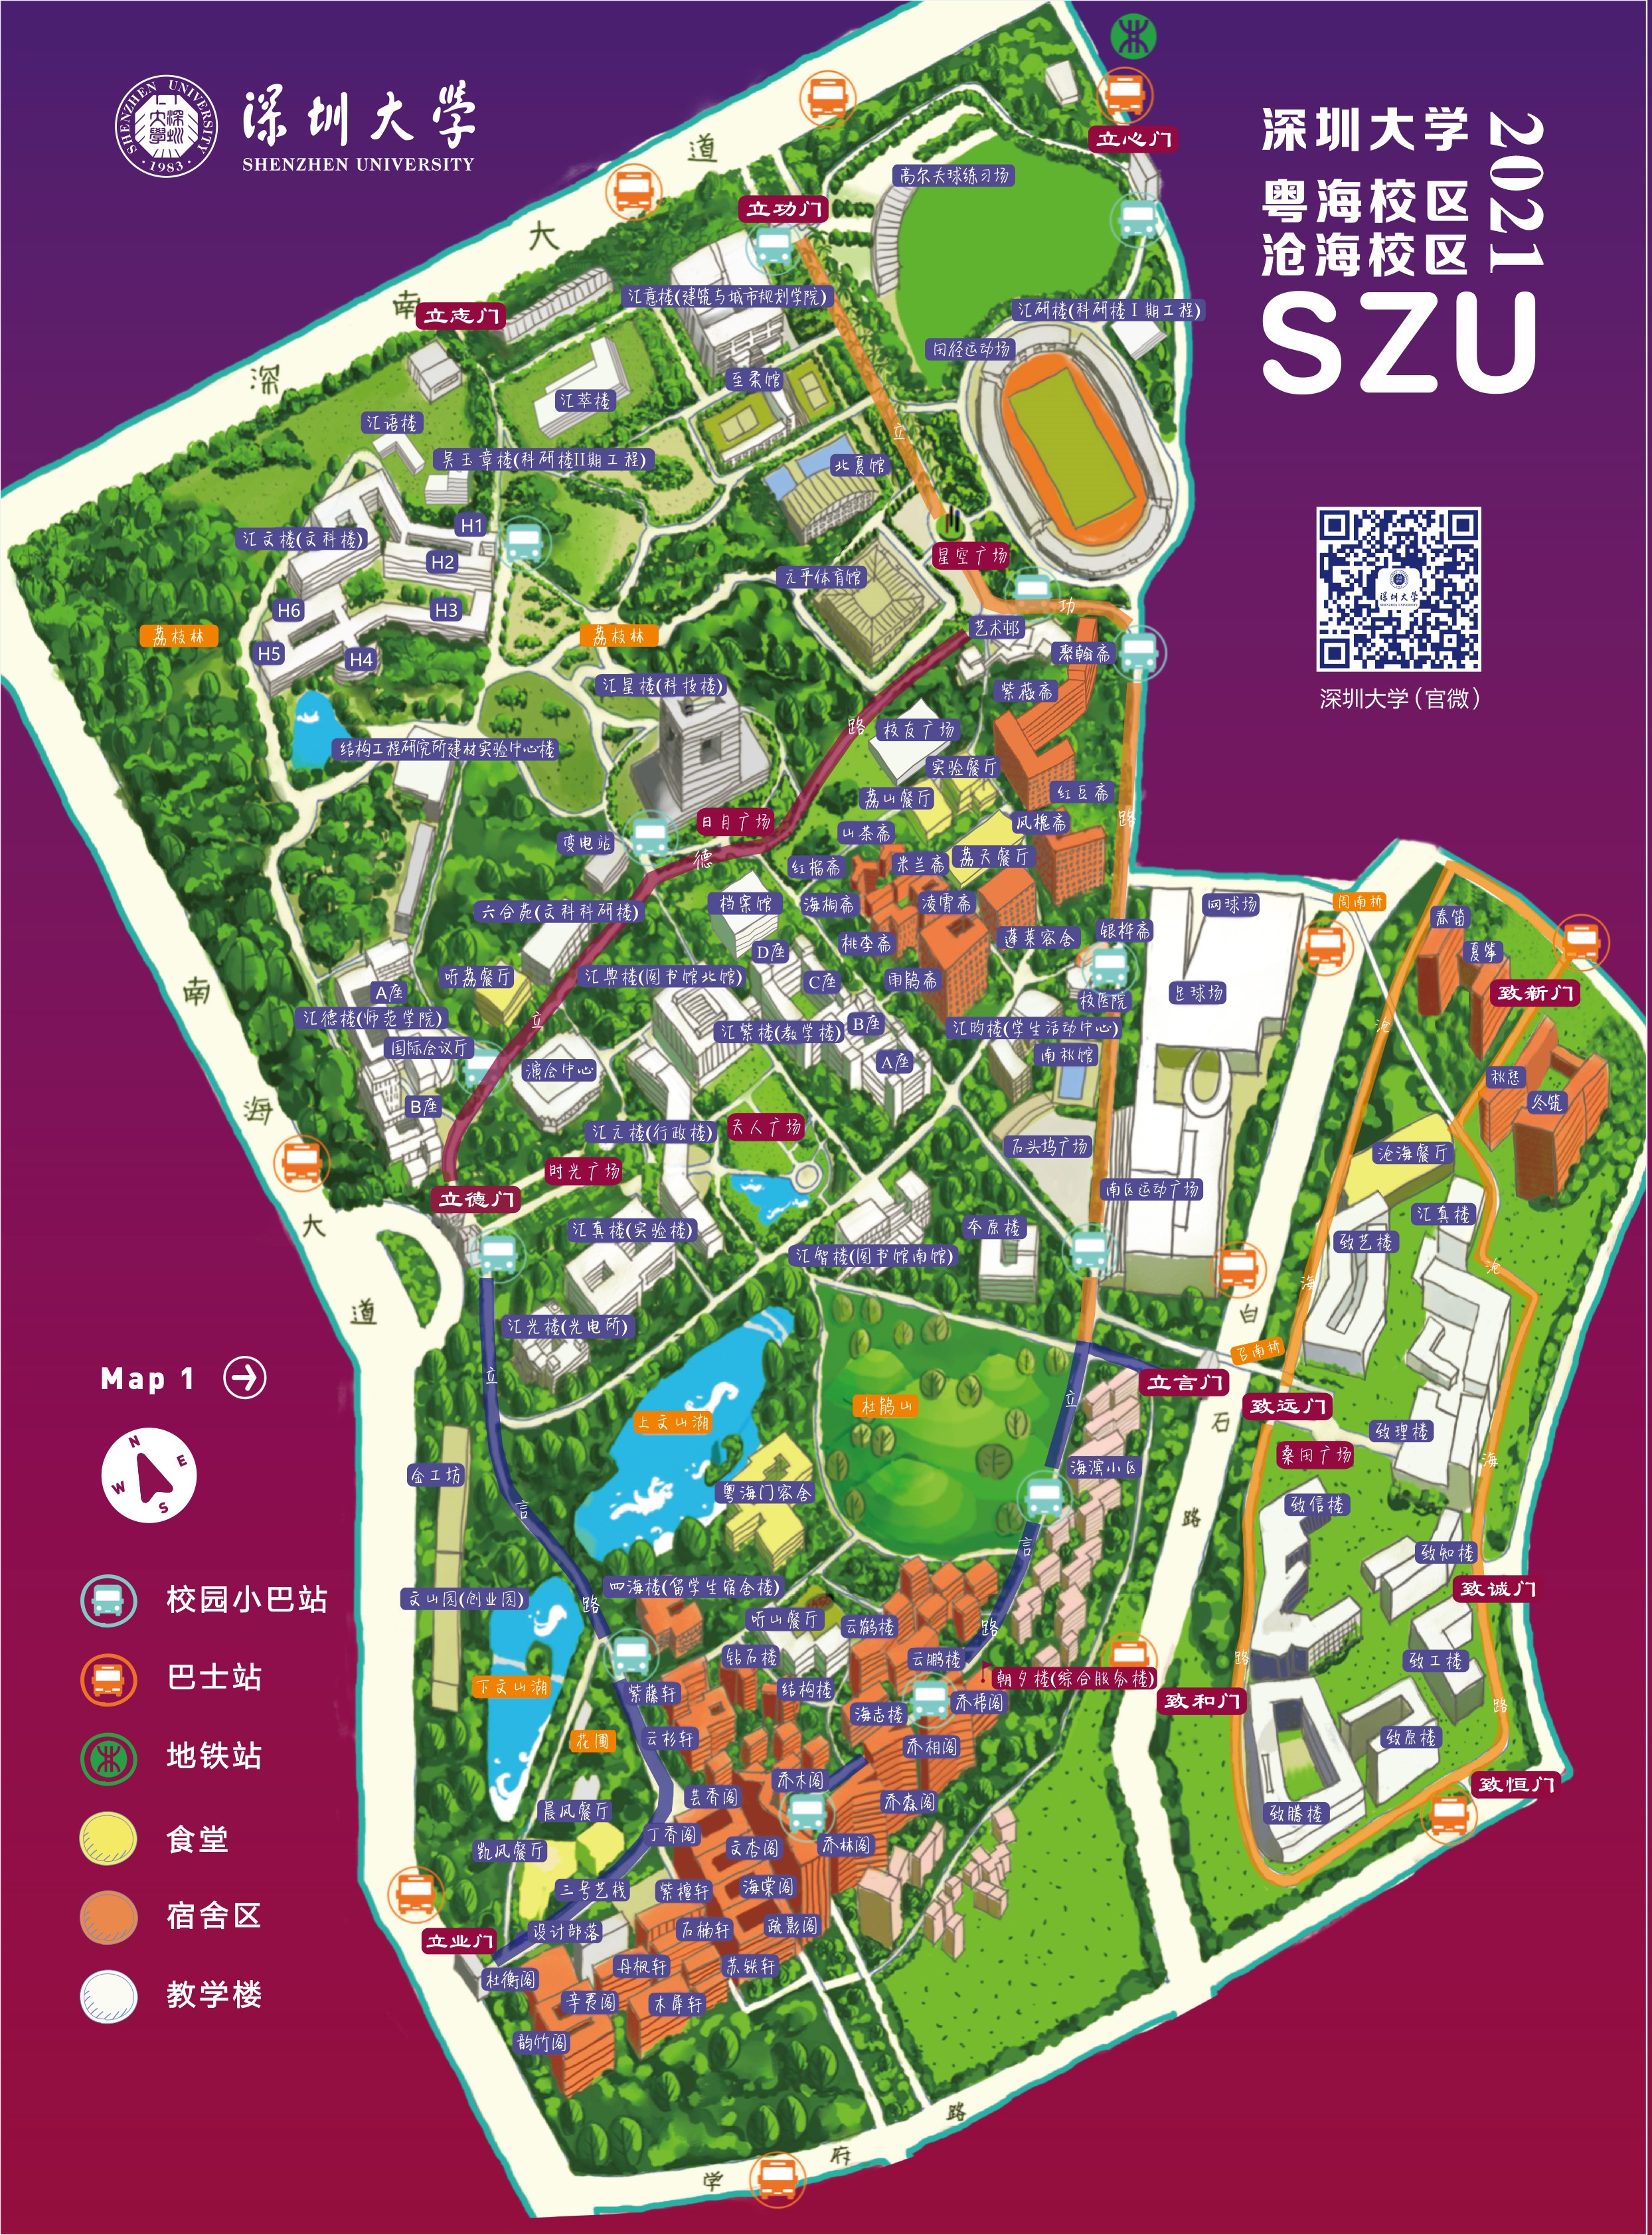 SHENZHEN UNIVERSITY
深圳大學
·1983·
深圳大學
SHENZHEN UNIVERSITY
深圳大学
粤海校区
沧海校区
2021
SZU
深圳大学
深圳大学（官微）
立心门
道
高尔夫球练习场
立功门
大
汇意楼(建筑与城市规划学院)
南
立志门
汇研楼(科研楼Ⅰ期工程)
田径运动场
深
至柔馆
汇萃楼
汇语楼
立
吴玉章楼(科研楼II期工程)
北夏馆
H1
汇文楼(文科楼)
H2
星空广场
元平体育馆
H6
H3
功
荔枝林
荔枝林
艺术邨
H5
H4
聚翰斋
汇星楼(科技楼)
紫薇斋
路
校友广场
结构工程研究所建材实验中心楼
实验餐厅
荔山餐厅
红豆斋
日月广场
风槐斋
路
山茶斋
变电站
德
红榴斋
米兰斋
荔天餐厅
档案馆
海桐斋
凌霄斋
网球场
周南桥
春笛
六合苑(文科科研楼)
银桦斋
桃李斋
蓬莱客舍
D座
夏筝
听荔餐厅
汇典楼(图书馆北馆)
C座
雨鹃斋
南
A座
足球场
致新门
校医院
汇德楼(师范学院)
立
汇紫楼(教学楼)
B座
汇昀楼(学生活动中心)
沧
国际会议厅
南秋馆
演会中心
A座
秋瑟
海
B座
冬筑
汇元楼(行政楼)
天人广场
石头坞广场
沧海餐厅
时光广场
南区运动广场
立德门
大
汇真楼(实验楼)
本原楼
汇真楼
汇智楼(图书馆南馆)
致艺楼
沧
海
道
汇光楼(光电所)
白
召南桥
立
立言门
立
致远门
上文山湖
杜鹃山
石
致理楼
桑田广场
Map 1
N
E
W
S
金工坊
粤海门客舍
海滨小区
海
言
路
致信楼
言
致知楼
四海楼(留学生宿舍楼)
文山园(创业园)
路
听山餐厅
致诚门
云鹤楼
路
钻石楼
云鹏楼
路
致工楼
朝夕楼(综合服务楼)
下文山湖
紫藤轩
结构楼
乔梓阁
致和门
路
海志楼
花圃
云杉轩
乔相阁
致原楼
乔木阁
芸香阁
乔森阁
致恒门
晨风餐厅
致腾楼
丁香阁
凯风餐厅
文杏阁
乔林阁
三号艺栈
紫檀轩
海棠阁
设计部落
石楠轩
疏影阁
立业门
丹枫轩
苏铁轩
杜衡阁
辛夷阁
木犀轩
韵竹阁
路
府
学
校园小巴站
巴士站
地铁站
食堂
宿舍区
教学楼